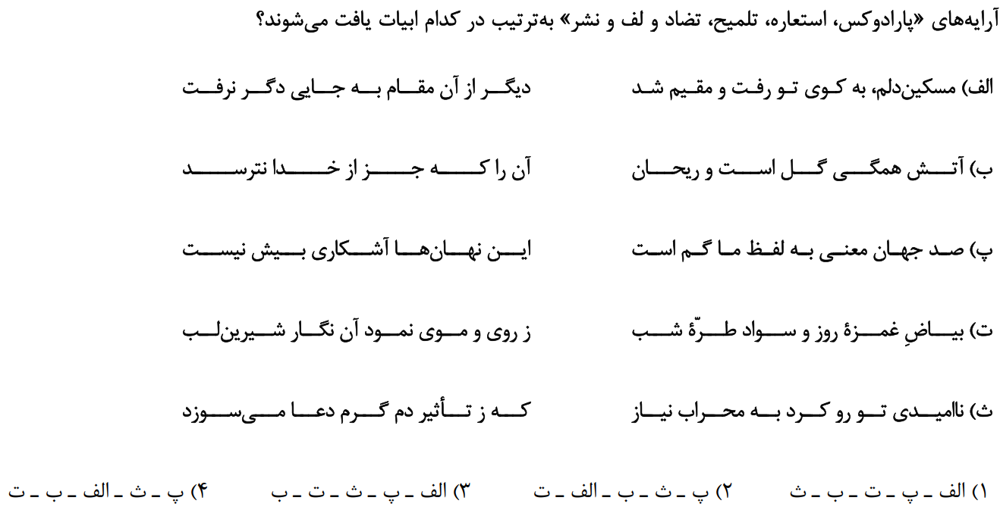 آرایه‌های «پارادوکس، استعاره، تلمیح، تضاد و لف و نشر» به‌ترتیب در کدام ابیات یافت می‌شوند؟
الف) مسکین‌دلم، به کوی تو رفت و مقیم شد دیگر از آن مقام به جایی دگر نرفت
ب) آتش همگی گل است و ریحان آن را که جز از خدا نترسد
پ) صد جهان معنی به لفظ ما گم است این نهان‌ها آشکاری بیش نیست
ت) بیاضِ غمزهٔ روز و سواد طرّهٔ شب ز روی و موی نمود آن نگار شیرین‌لب
ث) ناامیدی تو رو کرد به محراب نیاز که ز تأثیر دم گرم دعا می‌سوزد
۱) الف ـ پ ـ ت ـ ب ـ ث ۲) پ ـ ث ـ ب ـ الف ـ ت ۳) الف ـ پ ـ ث ـ ت ـ ب ۴) پ ـ ث ـ الف ـ ب ـ ت